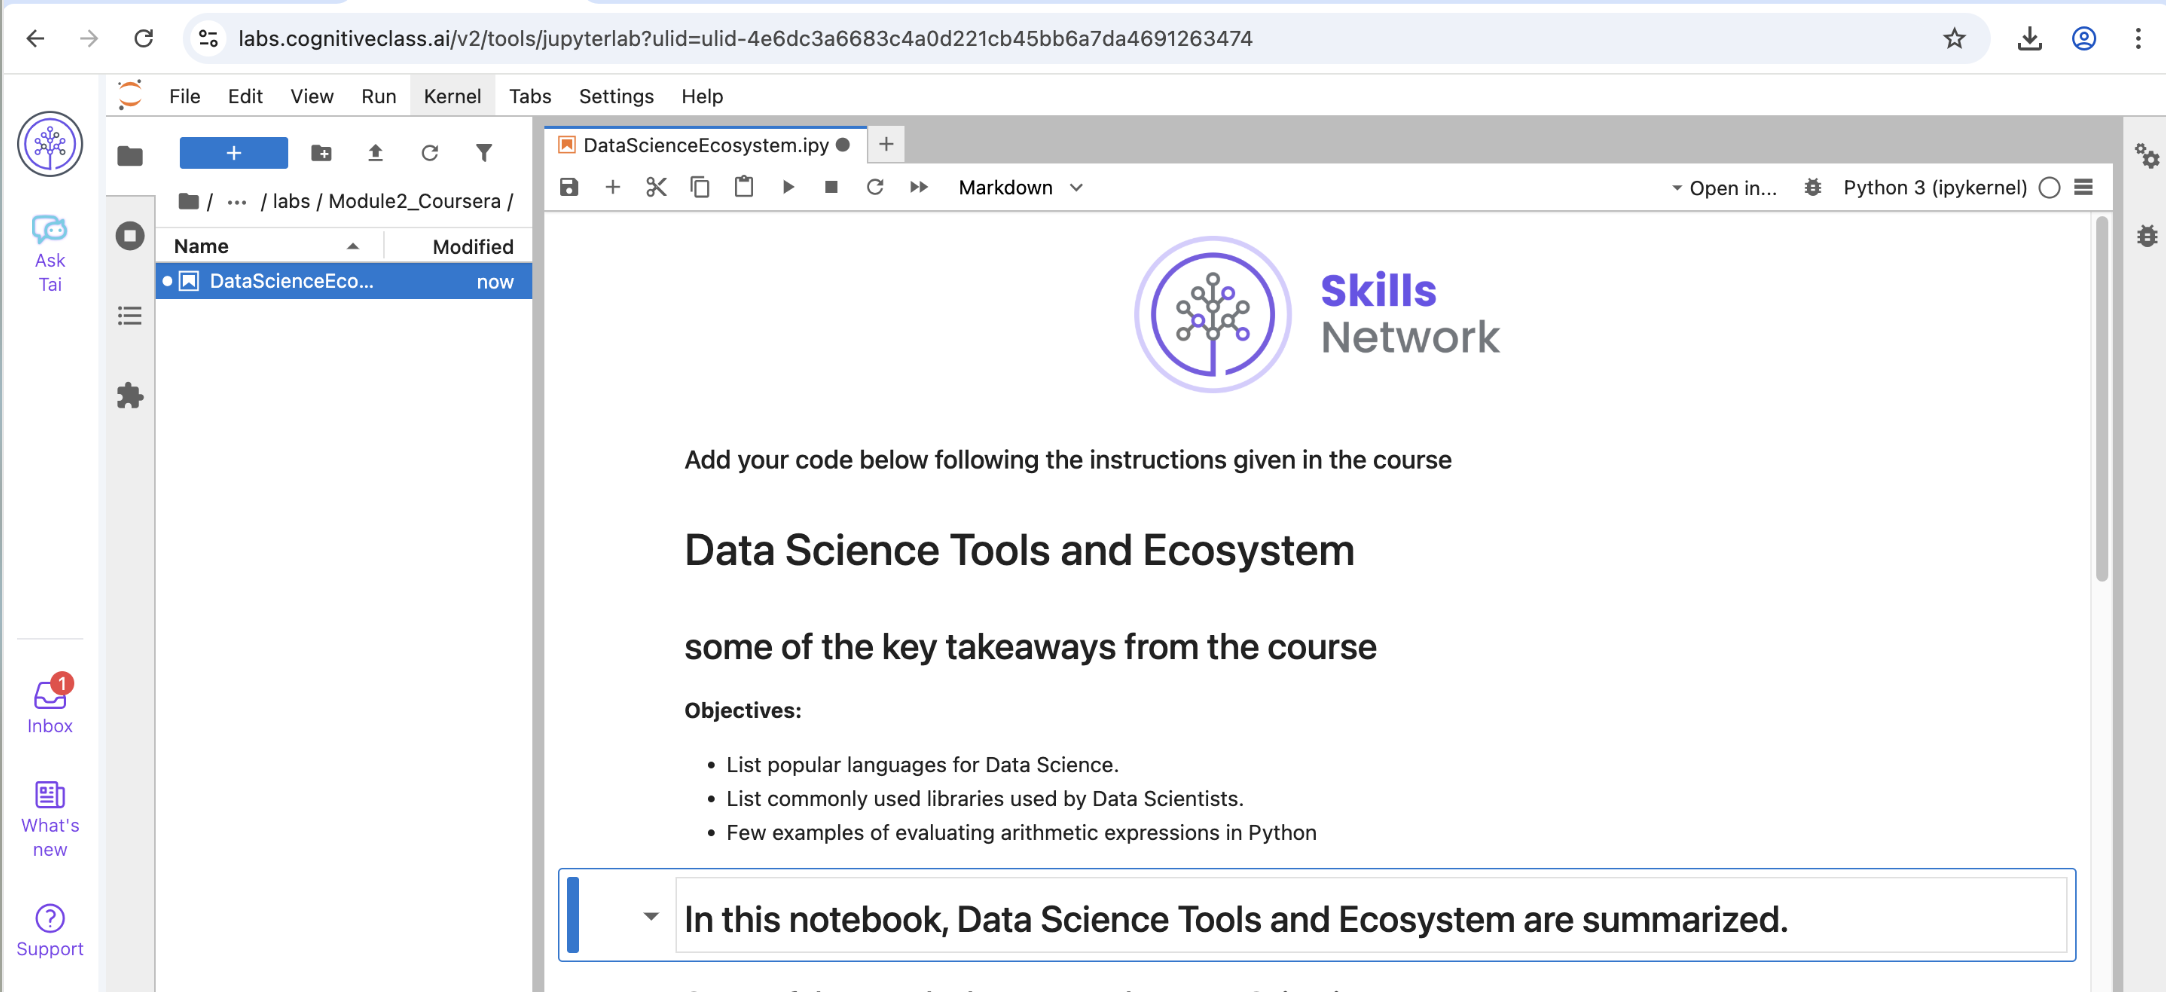 labs.cognitiveclass.ai/v2/tools/jupyterlab?ulid=ulid-4e6dc3a6683c4a0d221cb45bb6a7da4691263474
File Edit View Run Kernel Tabs Settings Help
Ask
Tai
Inbox
1
What's
new
Support
/ ··· / labs / Module2_Coursera /
Name Modified
DataScienceEco... now
DataScienceEcosystem.ipy
Markdown
Open in...
Python 3 (ipykernel)
Skills
Network
Add your code below following the instructions given in the course
Data Science Tools and Ecosystem
some of the key takeaways from the course
Objectives:
• List popular languages for Data Science.
• List commonly used libraries used by Data Scientists.
• Few examples of evaluating arithmetic expressions in Python
In this notebook, Data Science Tools and Ecosystem are summarized.